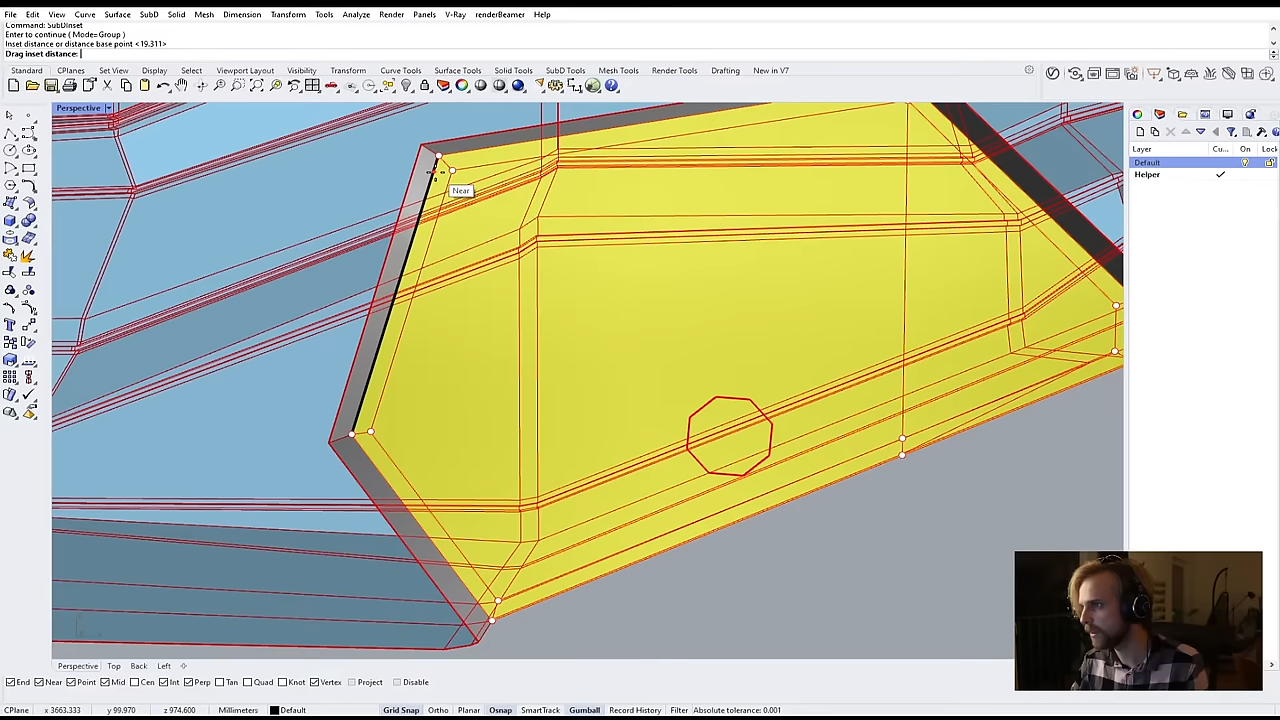 File Edit View Curve Surface SubD Solid Mesh Dimension Transform Tools Analyze Render Panels V-Ray renderBeamer Help
Command: SubDInset
Enter to continue ( Mode=Group )
Inset distance or distance base point <19.311>
Drag inset distance:
Standard CPlanes Set View Display Select Viewport Layout Visibility Transform Curve Tools Surface Tools Solid Tools SubD Tools Mesh Tools Render Tools Drafting New in V7
Perspective
Layer Cu... On Lock
Default
Helper
Near
Perspective Top Back Left
End Near Point Mid Cen Int Perp Tan Quad Knot Vertex Project Disable
CPlane x 3663.333 y 99.970 z 974.600 Millimeters Default Grid Snap Ortho Planar Osnap SmartTrack Gumball Record History Filter Absolute tolerance: 0.001